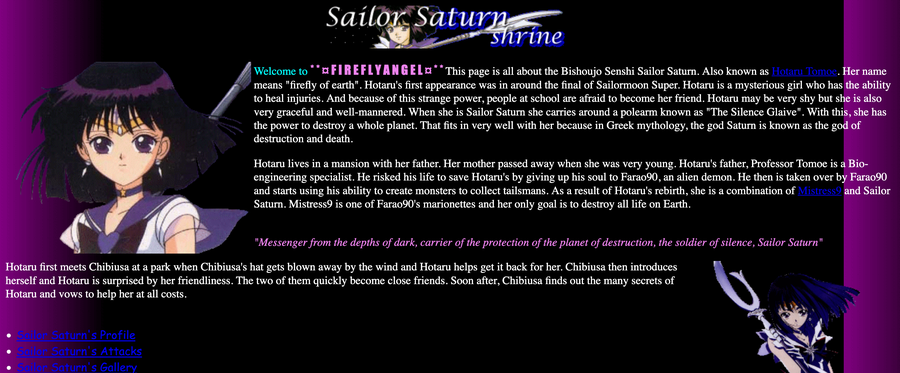 Sailor Saturn
shrine
Welcome to **¤FIREFLYANGEL¤** This page is all about the Bishoujo Senshi Sailor Saturn. Also known as Hotaru Tomoe. Her name
means "firefly of earth". Hotaru's first appearance was in around the final of Sailormoon Super. Hotaru is a mysterious girl who has the ability
to heal injuries. And because of this strange power, people at school are afraid to become her friend. Hotaru may be very shy but she is also
very graceful and well-mannered. When she is Sailor Saturn she carries around a polearm known as "The Silence Glaive". With this, she has
the power to destroy a whole planet. That fits in very well with her because in Greek mythology, the god Saturn is known as the god of
destruction and death.
Hotaru lives in a mansion with her father. Her mother passed away when she was very young. Hotaru's father, Professor Tomoe is a Bio-
engineering specialist. He risked his life to save Hotaru's by giving up his soul to Farao90, an alien demon. He then is taken over by Farao90
and starts using his ability to create monsters to collect tailsmans. As a result of Hotaru's rebirth, she is a combination of Mistress9 and Sailor
Saturn. Mistress9 is one of Farao90's marionettes and her only goal is to destroy all life on Earth.
"Messenger from the depths of dark, carrier of the protection of the planet of destruction, the soldier of silence, Sailor Saturn"
Hotaru first meets Chibiusa at a park when Chibiusa's hat gets blown away by the wind and Hotaru helps get it back for her. Chibiusa then introduces
herself and Hotaru is surprised by her friendliness. The two of them quickly become close friends. Soon after, Chibiusa finds out the many secrets of
Hotaru and vows to help her at all costs.
• Sailor Saturn's Profile
• Sailor Saturn's Attacks
• Sailor Saturn's Gallery